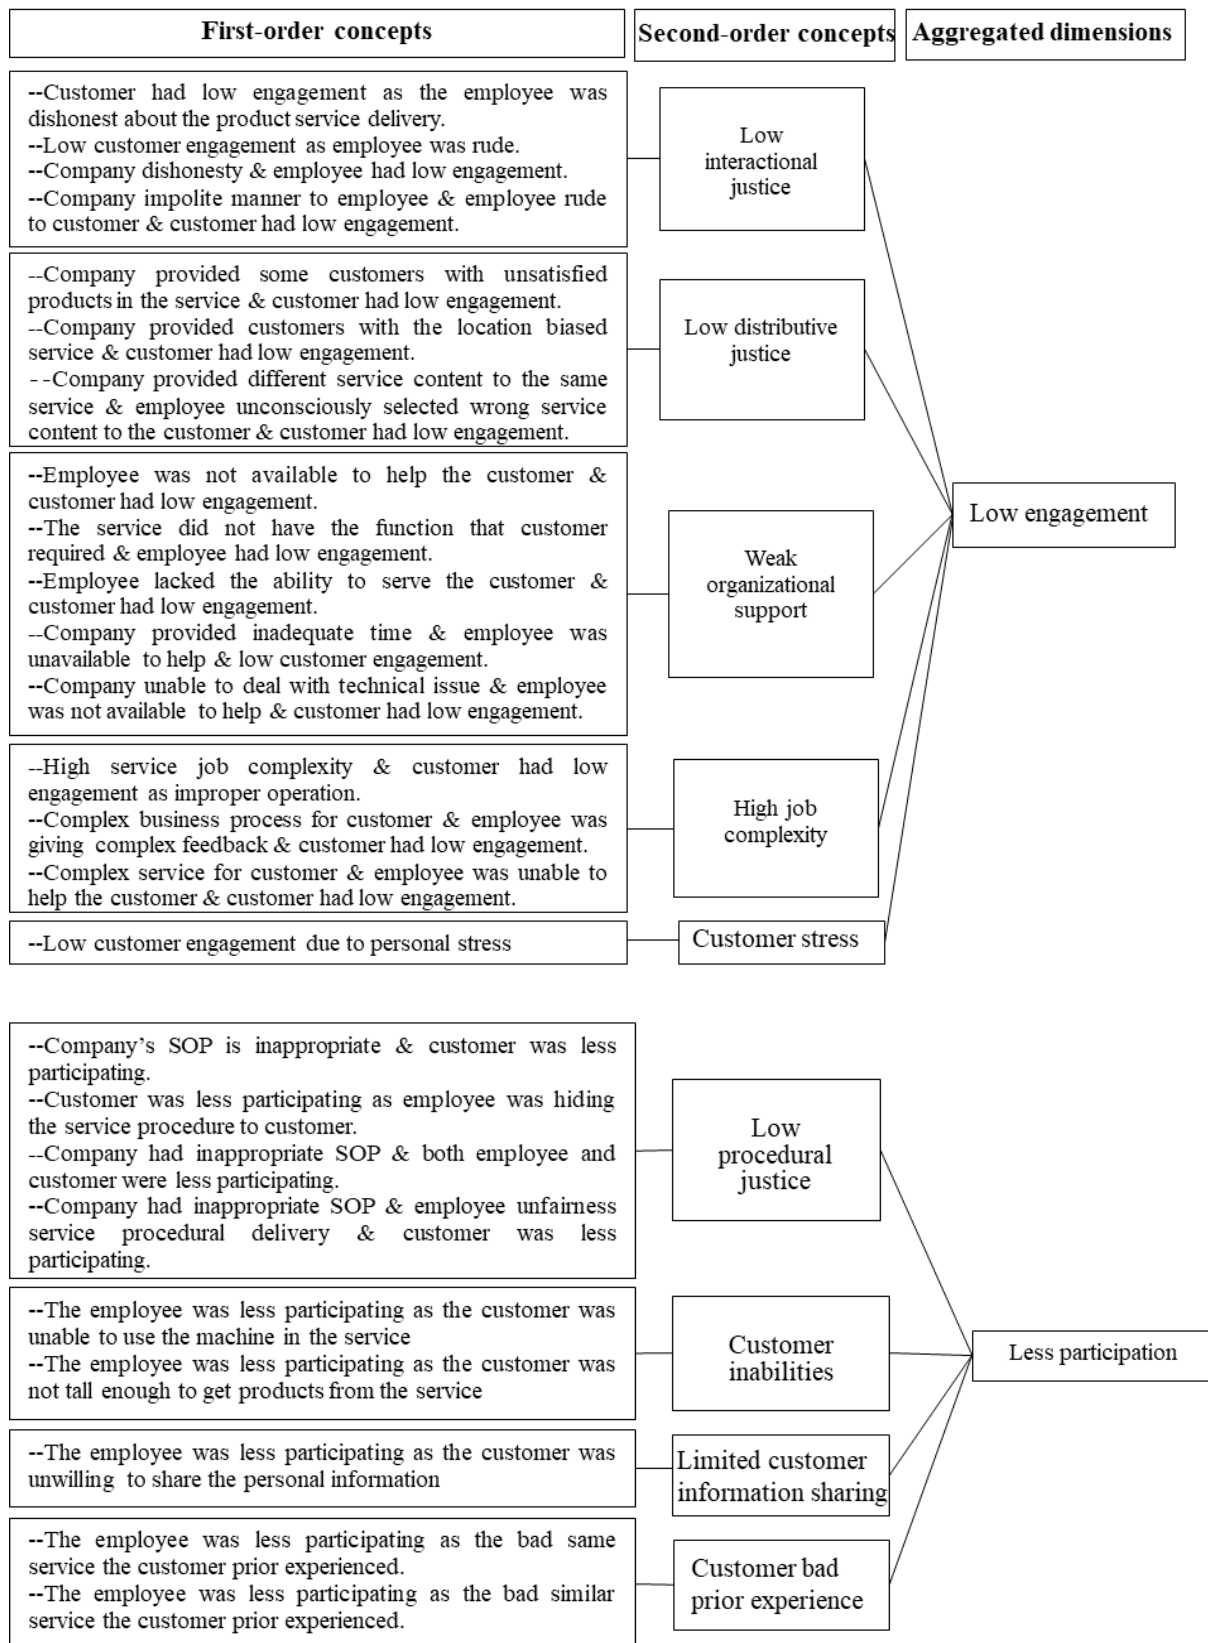 First-order concepts
Second-order concepts
Aggregated dimensions
--Customer had low engagement as the employee was
dishonest about the product service delivery.
--Low customer engagement as employee was rude.
--Company dishonesty & employee had low engagement.
--Company impolite manner to employee & employee rude
to customer & customer had low engagement.
Low
interactional
justice
--Company provided some customers with unsatisfied
products in the service & customer had low engagement.
--Company provided customers with the location biased
service & customer had low engagement.
--Company provided different service content to the same
service & employee unconsciously selected wrong service
content to the customer & customer had low engagement.
Low distributive
justice
--Employee was not available to help the customer &
customer had low engagement.
--The service did not have the function that customer
required & employee had low engagement.
--Employee lacked the ability to serve the customer &
customer had low engagement.
--Company provided inadequate time & employee was
unavailable to help & low customer engagement.
--Company unable to deal with technical issue & employee
was not available to help & customer had low engagement.
Weak
organizational
support
Low engagement
--High service job complexity & customer had low
engagement as improper operation.
--Complex business process for customer & employee was
giving complex feedback & customer had low engagement.
--Complex service for customer & employee was unable to
help the customer & customer had low engagement.
High job
complexity
--Low customer engagement due to personal stress
Customer stress
--Company's SOP is inappropriate & customer was less
participating.
--Customer was less participating as employee was hiding
the service procedure to customer.
--Company had inappropriate SOP & both employee and
customer were less participating.
--Company had inappropriate SOP & employee unfairness
service procedural delivery & customer was less
participating.
Low
procedural
justice
--The employee was less participating as the customer was
unable to use the machine in the service
--The employee was less participating as the customer was
not tall enough to get products from the service
Customer
inabilities
Less participation
--The employee was less participating as the customer was
unwilling to share the personal information
Limited customer
information sharing
--The employee was less participating as the bad same
service the customer prior experienced.
--The employee was less participating as the bad similar
service the customer prior experienced.
Customer bad
prior experience